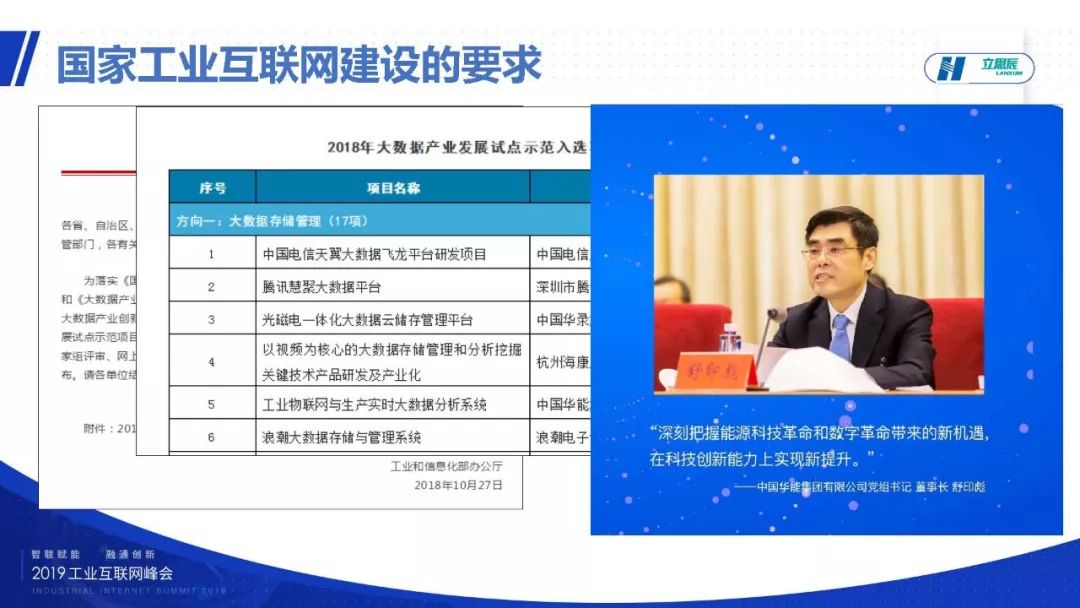 国家工业互联网建设的要求
立思辰
LANXUM
各省、自治区、
管部门，各有关
为落实《国
和《大数据产业
大数据产业创新
展试点示范项目
家组评审、网上
布。请各单位结
附件：201
2018年大数据产业发展试点示范入选
序号 项目名称
方向一：大数据存储管理（17项）
1 中国电信天翼大数据飞龙平台研发项目 中国电信
2 腾讯慧聚大数据平台 深圳市腾
3 光磁电一体化大数据云储存管理平台 中国华录
4 以视频为核心的大数据存储管理和分析挖掘 杭州海康
关键技术产品研发及产业化
5 工业物联网与生产实时大数据分析系统 中国华能
6 浪潮大数据存储与管理系统 浪潮电子
工业和信息化部办公厅
2018年10月27日
舒印彪
“深刻把握能源科技革命和数字革命带来的新机遇，
在科技创新能力上实现新提升。”
——中国华能集团有限公司党组书记 董事长 舒印彪
智联赋能 融通创新
2019工业互联网峰会
INDUSTRIAL INTERNET SUMMIT 2019